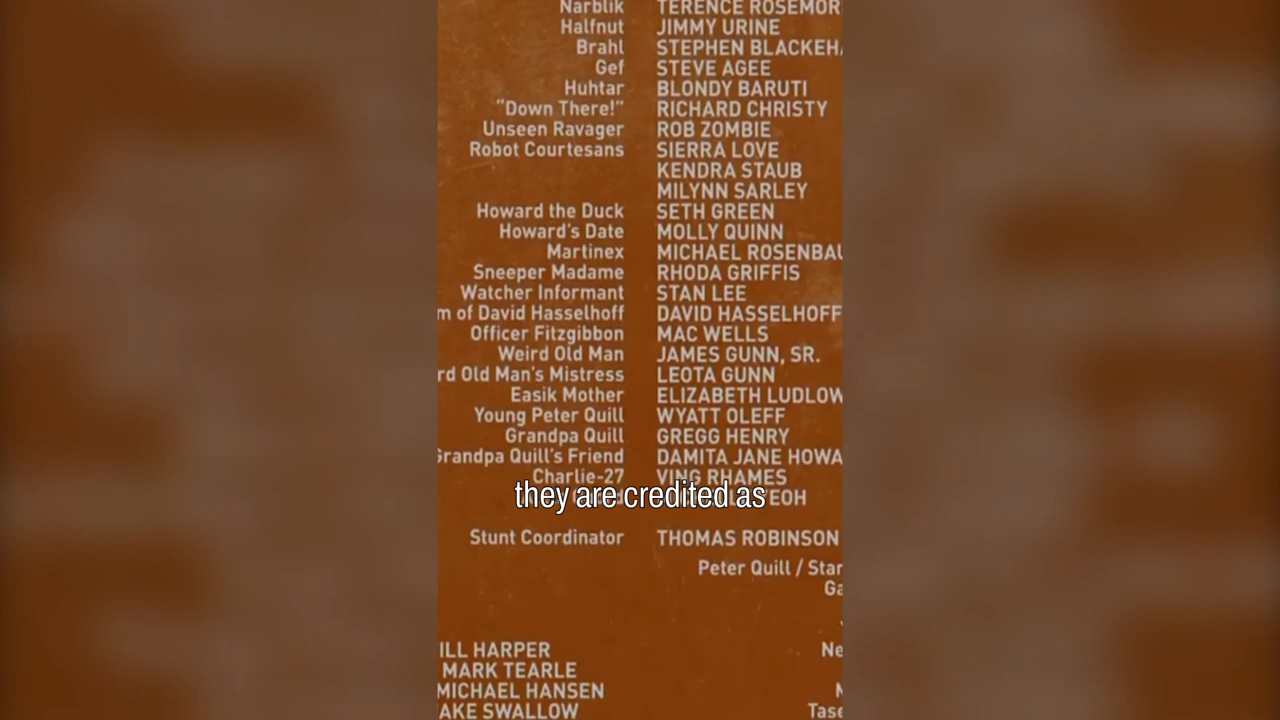 Narblik TERENCE ROSEMOR
Halfnut JIMMY URINE
Brahl STEPHEN BLACKEH
Gef STEVE AGEE
Huhtar BLONDY BARUTI
“Down There!” RICHARD CHRISTY
Unseen Ravager ROB ZOMBIE
Robot Courtesans SIERRA LOVE
KENDRA STAUB
MILYNN SARLEY
Howard the Duck SETH GREEN
Howard's Date MOLLY QUINN
Martinex MICHAEL ROSENBAU
Sneeper Madame RHODA GRIFFIS
Watcher Informant STAN LEE
m of David Hasselhoff DAVID HASSELHOFF
Officer Fitzgibbon MAC WELLS
Weird Old Man JAMES GUNN, SR.
rd Old Man's Mistress LEOTA GUNN
Easik Mother ELIZABETH LUDLOW
Young Peter Quill WYATT OLEFF
Grandpa Quill GREGG HENRY
Grandpa Quill's Friend DAMITA JANE HOWA
Charlie-27 VING RHAMES
they are credited as
EOH
Stunt Coordinator THOMAS ROBINSON
Peter Quill / Star
Ga
ILL HARPER Ne
MARK TEARLE
MICHAEL HANSEN
AKE SWALLOW Tase